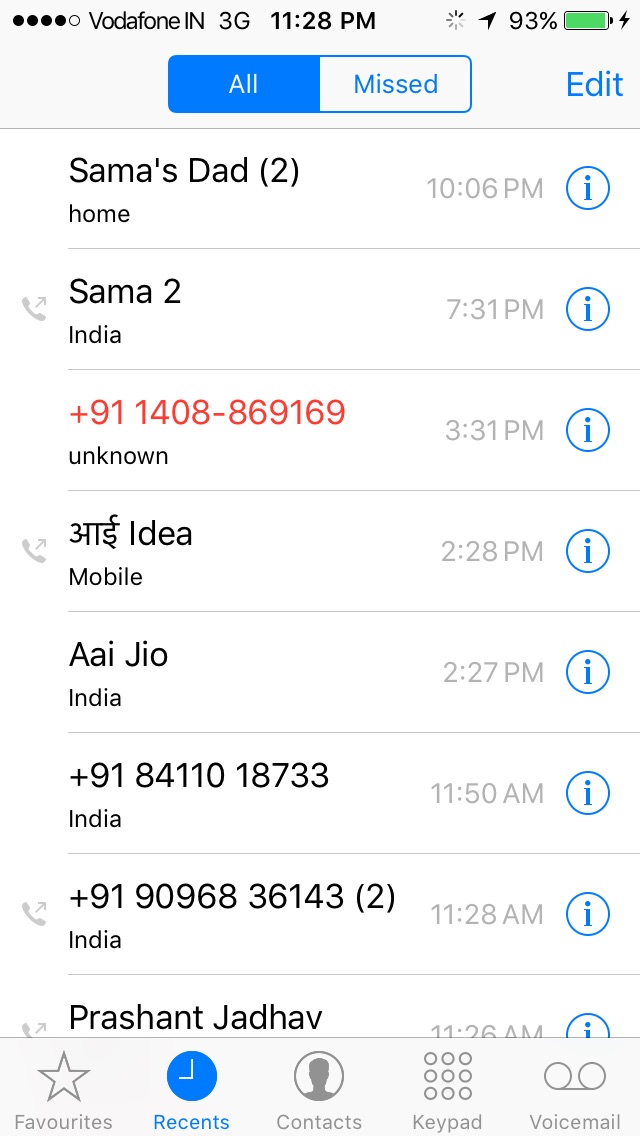 Vodafone IN 3G 11:28 PM 93%
All Missed Edit
Sama's Dad (2)
home
10:06 PM
Sama 2
India
7:31 PM
+91 1408-869169
unknown
3:31 PM
आई Idea
Mobile
2:28 PM
Aai Jio
India
2:27 PM
+91 84110 18733
India
11:50 AM
+91 90968 36143 (2)
India
11:28 AM
Prashant Jadhav
11:26 AM
Favourites Recents Contacts Keypad Voicemail